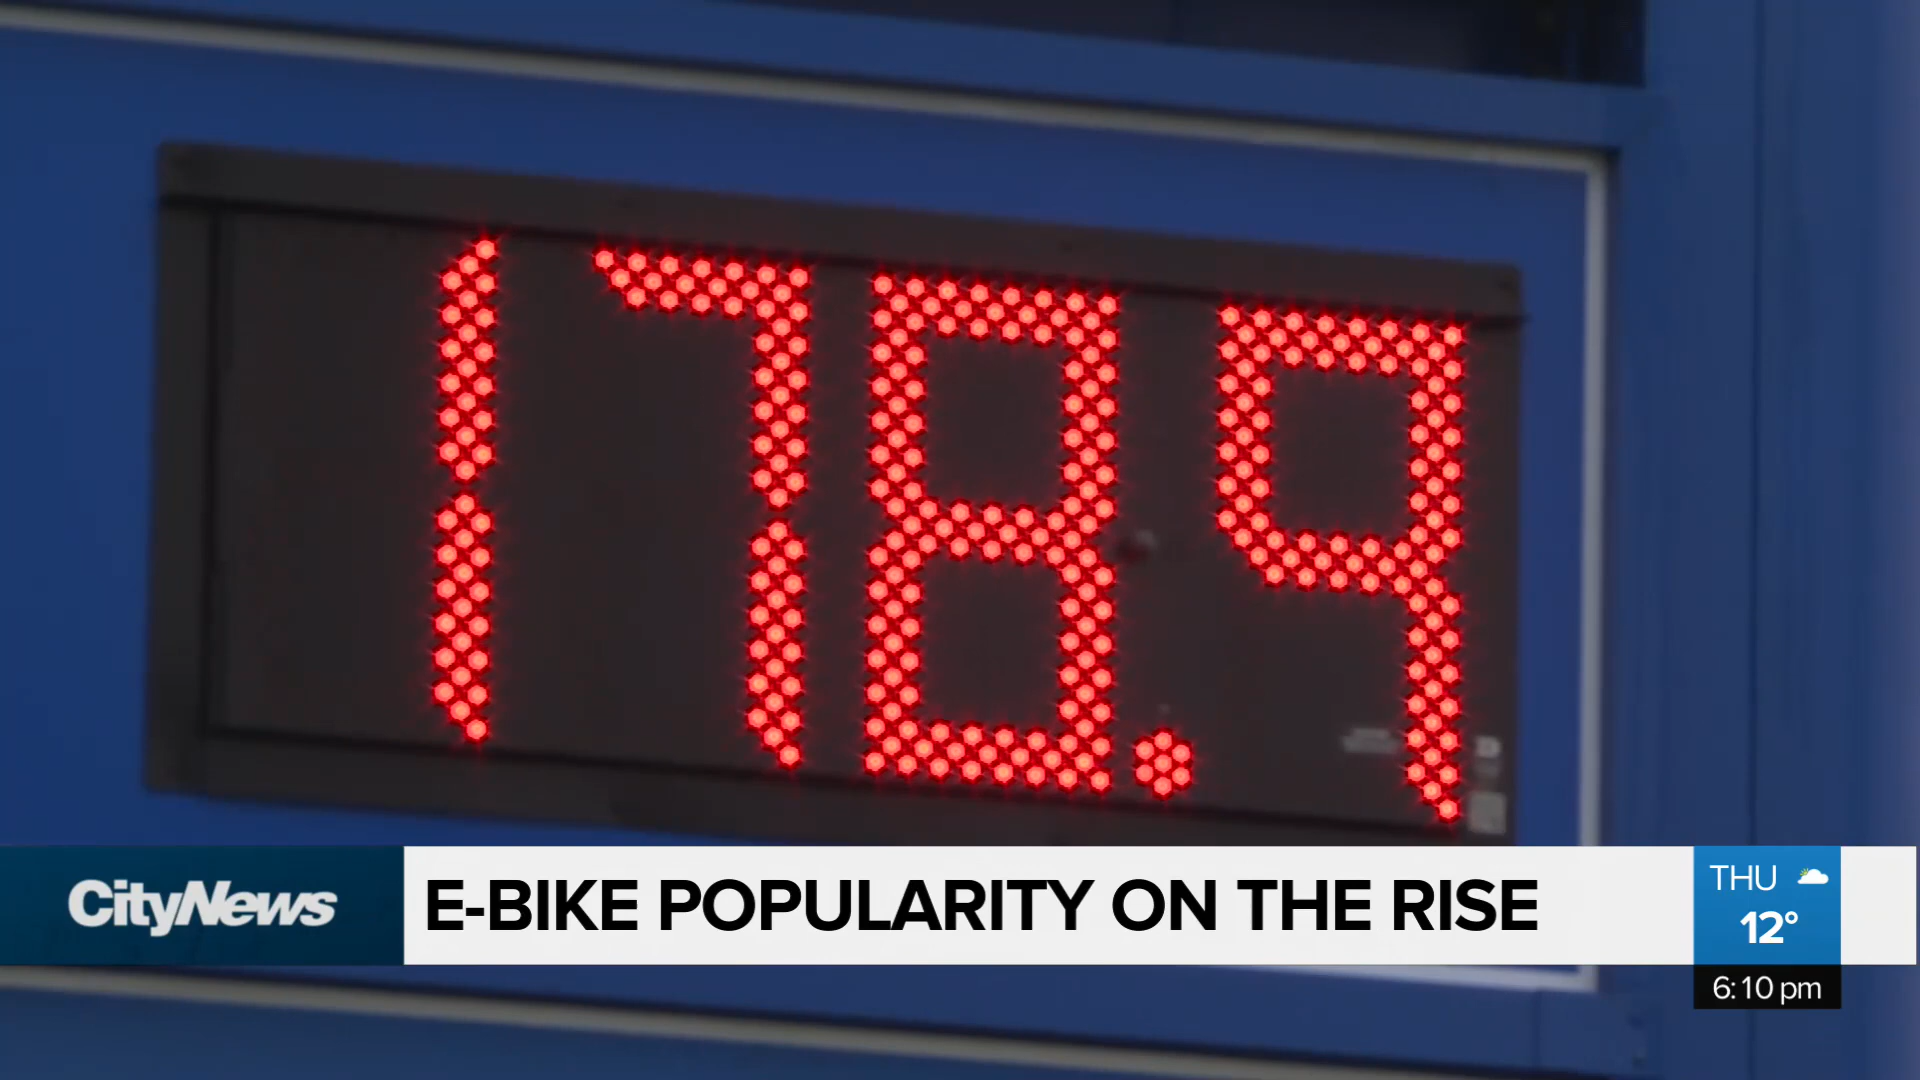 178.9
CityNews
E-BIKE POPULARITY ON THE RISE
THU
12°
6:10 pm